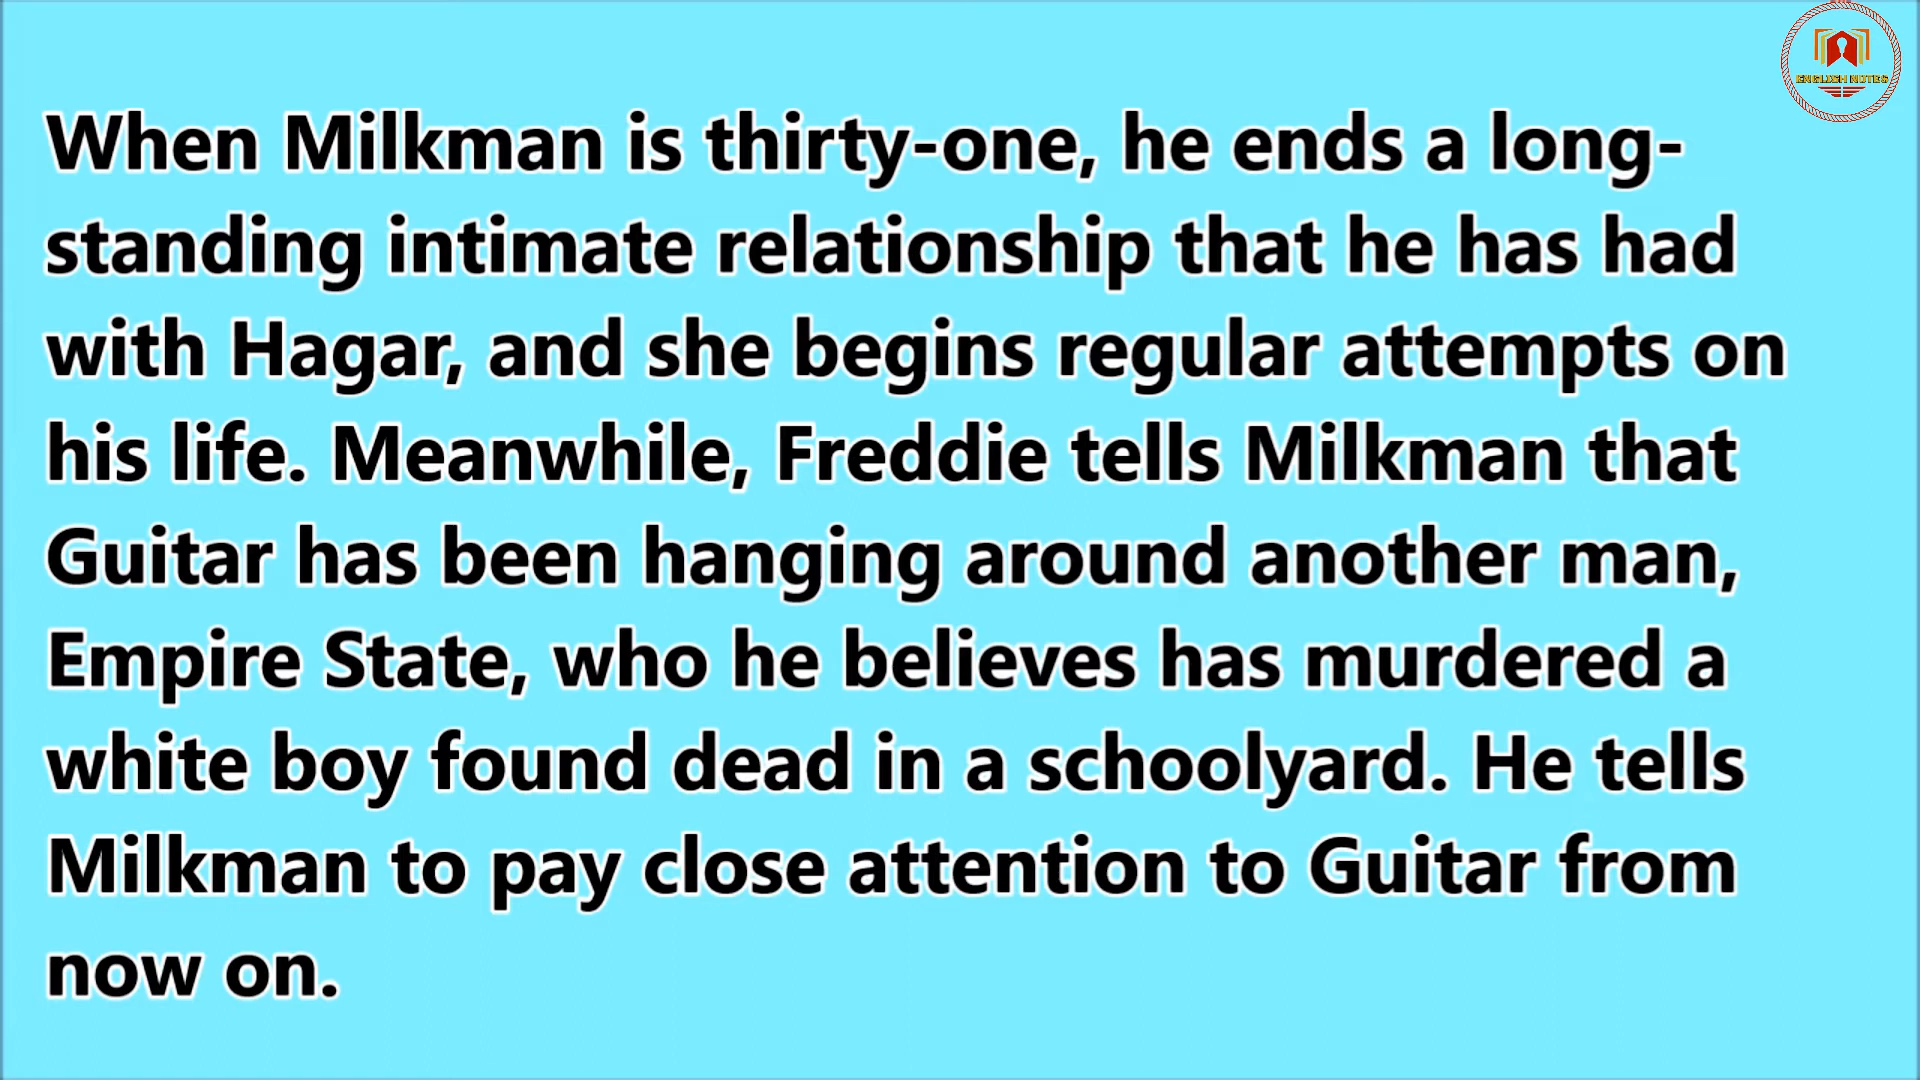 ENGLISH NOTES
When Milkman is thirty-one, he ends a long-
standing intimate relationship that he has had
with Hagar, and she begins regular attempts on
his life. Meanwhile, Freddie tells Milkman that
Guitar has been hanging around another man,
Empire State, who he believes has murdered a
white boy found dead in a schoolyard. He tells
Milkman to pay close attention to Guitar from
now on.